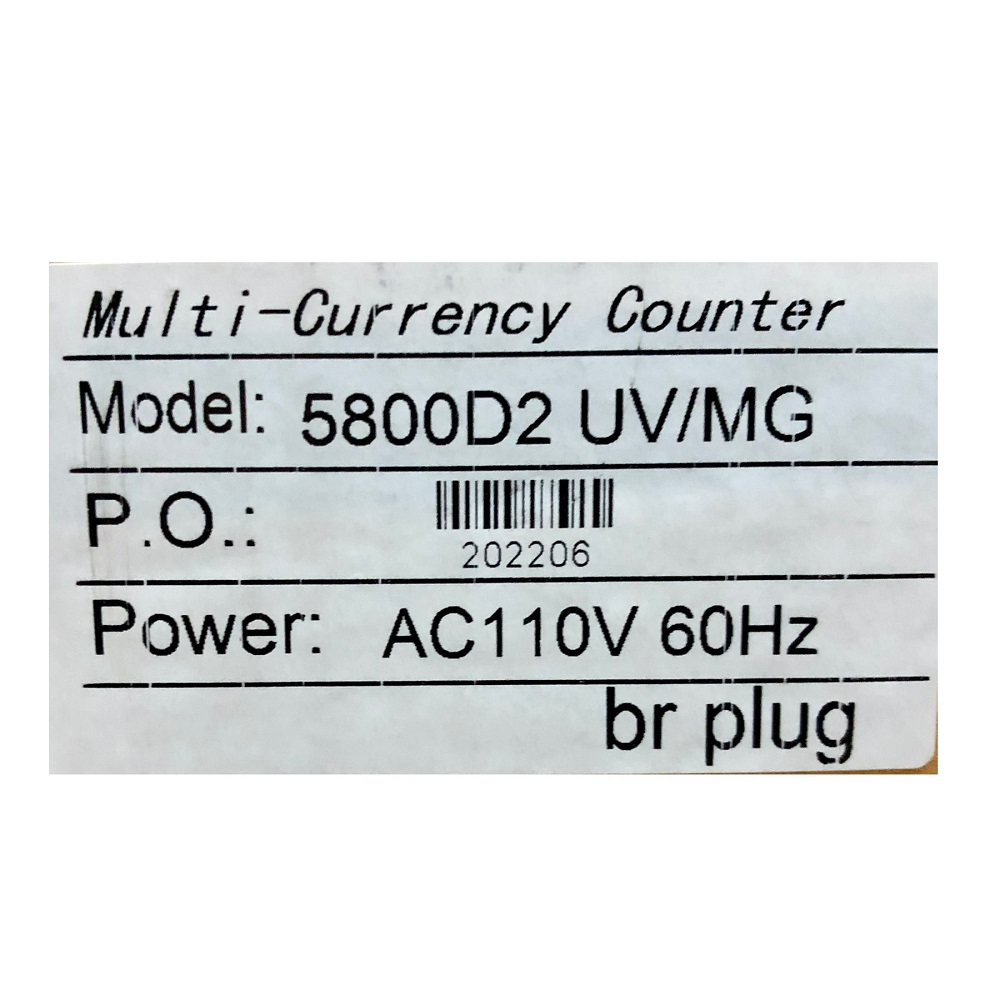 Multi-Currency Counter
Model: 5800D2 UV/MG
P.O.:
202206
Power: AC110V 60Hz
br plug